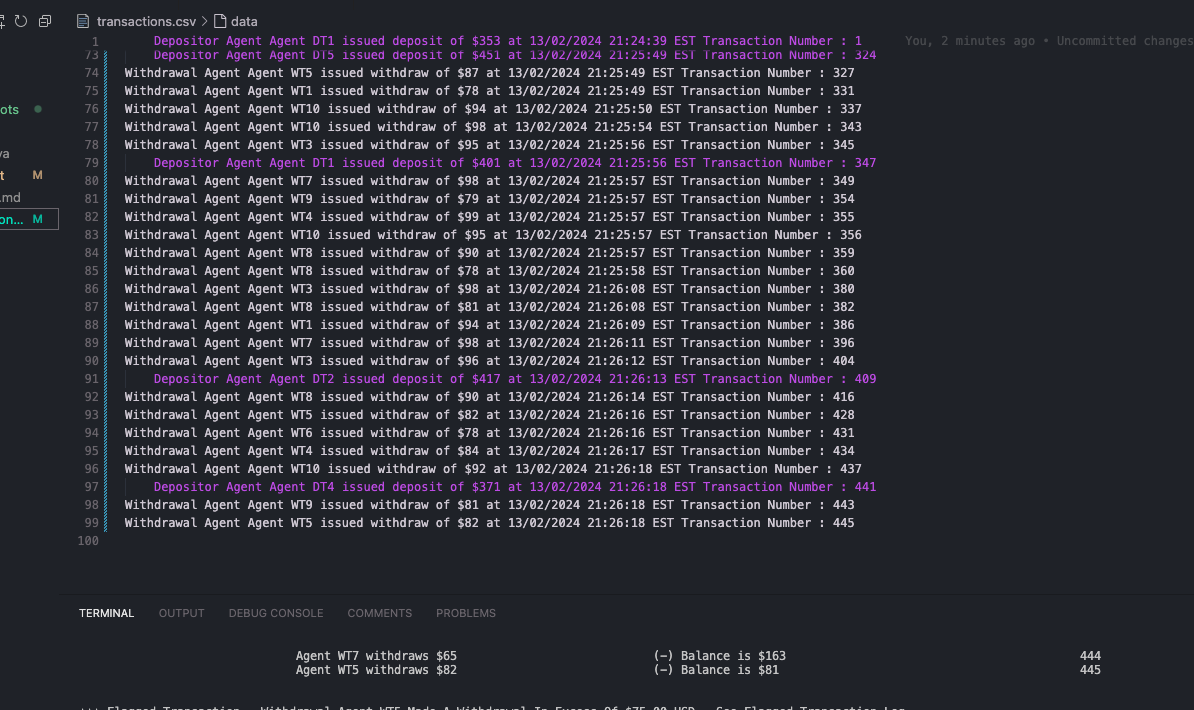 transactions.csv > data
1 Depositor Agent Agent DT1 issued deposit of $353 at 13/02/2024 21:24:39 EST Transaction Number : 1 You, 2 minutes ago • Uncommitted changes
73 Depositor Agent Agent DT5 issued deposit of $451 at 13/02/2024 21:25:49 EST Transaction Number : 324
74 Withdrawal Agent Agent WT5 issued withdraw of $87 at 13/02/2024 21:25:49 EST Transaction Number : 327
75 Withdrawal Agent Agent WT1 issued withdraw of $78 at 13/02/2024 21:25:49 EST Transaction Number : 331
76 Withdrawal Agent Agent WT10 issued withdraw of $94 at 13/02/2024 21:25:50 EST Transaction Number : 337
ots
77 Withdrawal Agent Agent WT10 issued withdraw of $98 at 13/02/2024 21:25:54 EST Transaction Number : 343
78 Withdrawal Agent Agent WT3 issued withdraw of $95 at 13/02/2024 21:25:56 EST Transaction Number : 345
va
79 Depositor Agent Agent DT1 issued deposit of $401 at 13/02/2024 21:25:56 EST Transaction Number : 347
t M
80 Withdrawal Agent Agent WT7 issued withdraw of $98 at 13/02/2024 21:25:57 EST Transaction Number : 349
.md
81 Withdrawal Agent Agent WT9 issued withdraw of $79 at 13/02/2024 21:25:57 EST Transaction Number : 354
82 Withdrawal Agent Agent WT4 issued withdraw of $99 at 13/02/2024 21:25:57 EST Transaction Number : 355
on... M
83 Withdrawal Agent Agent WT10 issued withdraw of $95 at 13/02/2024 21:25:57 EST Transaction Number : 356
84 Withdrawal Agent Agent WT8 issued withdraw of $90 at 13/02/2024 21:25:57 EST Transaction Number : 359
85 Withdrawal Agent Agent WT8 issued withdraw of $78 at 13/02/2024 21:25:58 EST Transaction Number : 360
86 Withdrawal Agent Agent WT3 issued withdraw of $98 at 13/02/2024 21:26:08 EST Transaction Number : 380
87 Withdrawal Agent Agent WT8 issued withdraw of $81 at 13/02/2024 21:26:08 EST Transaction Number : 382
88 Withdrawal Agent Agent WT1 issued withdraw of $94 at 13/02/2024 21:26:09 EST Transaction Number : 386
89 Withdrawal Agent Agent WT7 issued withdraw of $98 at 13/02/2024 21:26:11 EST Transaction Number : 396
90 Withdrawal Agent Agent WT3 issued withdraw of $96 at 13/02/2024 21:26:12 EST Transaction Number : 404
91 Depositor Agent Agent DT2 issued deposit of $417 at 13/02/2024 21:26:13 EST Transaction Number : 409
92 Withdrawal Agent Agent WT8 issued withdraw of $90 at 13/02/2024 21:26:14 EST Transaction Number : 416
93 Withdrawal Agent Agent WT5 issued withdraw of $82 at 13/02/2024 21:26:16 EST Transaction Number : 428
94 Withdrawal Agent Agent WT6 issued withdraw of $78 at 13/02/2024 21:26:16 EST Transaction Number : 431
95 Withdrawal Agent Agent WT4 issued withdraw of $84 at 13/02/2024 21:26:17 EST Transaction Number : 434
96 Withdrawal Agent Agent WT10 issued withdraw of $92 at 13/02/2024 21:26:18 EST Transaction Number : 437
97 Depositor Agent Agent DT4 issued deposit of $371 at 13/02/2024 21:26:18 EST Transaction Number : 441
98 Withdrawal Agent Agent WT9 issued withdraw of $81 at 13/02/2024 21:26:18 EST Transaction Number : 443
99 Withdrawal Agent Agent WT5 issued withdraw of $82 at 13/02/2024 21:26:18 EST Transaction Number : 445
100
TERMINAL OUTPUT DEBUG CONSOLE COMMENTS PROBLEMS
Agent WT7 withdraws $65 (-) Balance is $163 444
Agent WT5 withdraws $82 (-) Balance is $81 445
Flagged Transaction - Withdrawal Agent WT5 Made A Withdrawal In Excess Of $75.00 USD - See Flagged Transaction Log